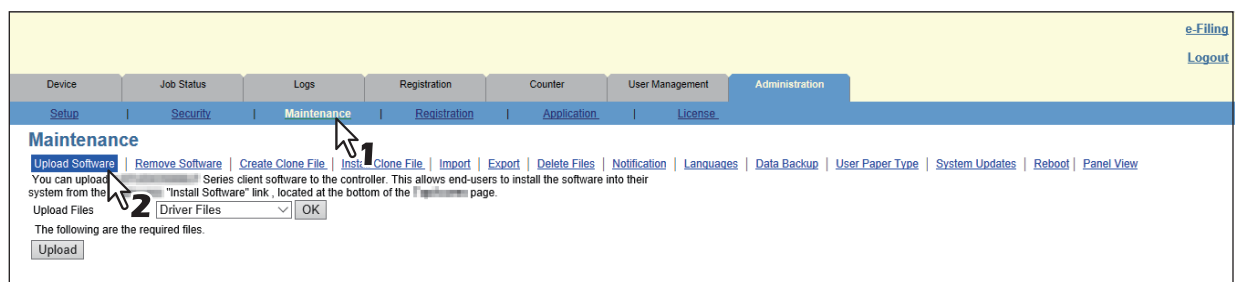 e-Filing
Logout
Device Job Status Logs Registration Counter User Management Administration
Setup | Security | Maintenance | Registration | Application | License
Maintenance
Upload Software | Remove Software | Create Clone File | Clone File | Import | Export | Delete Files | Notification | Languages | Data Backup | User Paper Type | System Updates | Reboot | Panel View
1
You can upload Series client software to the controller. This allows end-users to install the software into their
system from the "Install Software" link , located at the bottom of the page.
2
Upload Files Driver Files OK
The following are the required files.
Upload